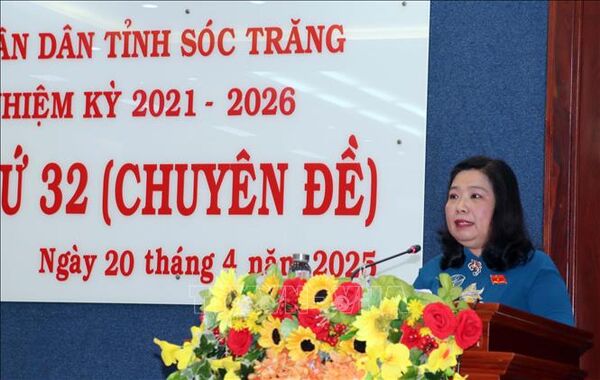 ÂN DÂN TỈNH SÓC TRĂNG
NHIỆM KỲ 2021 - 2026
Ứ 32 (CHUYÊN ĐỀ)
Ngày 20 tháng 4 năm 2025